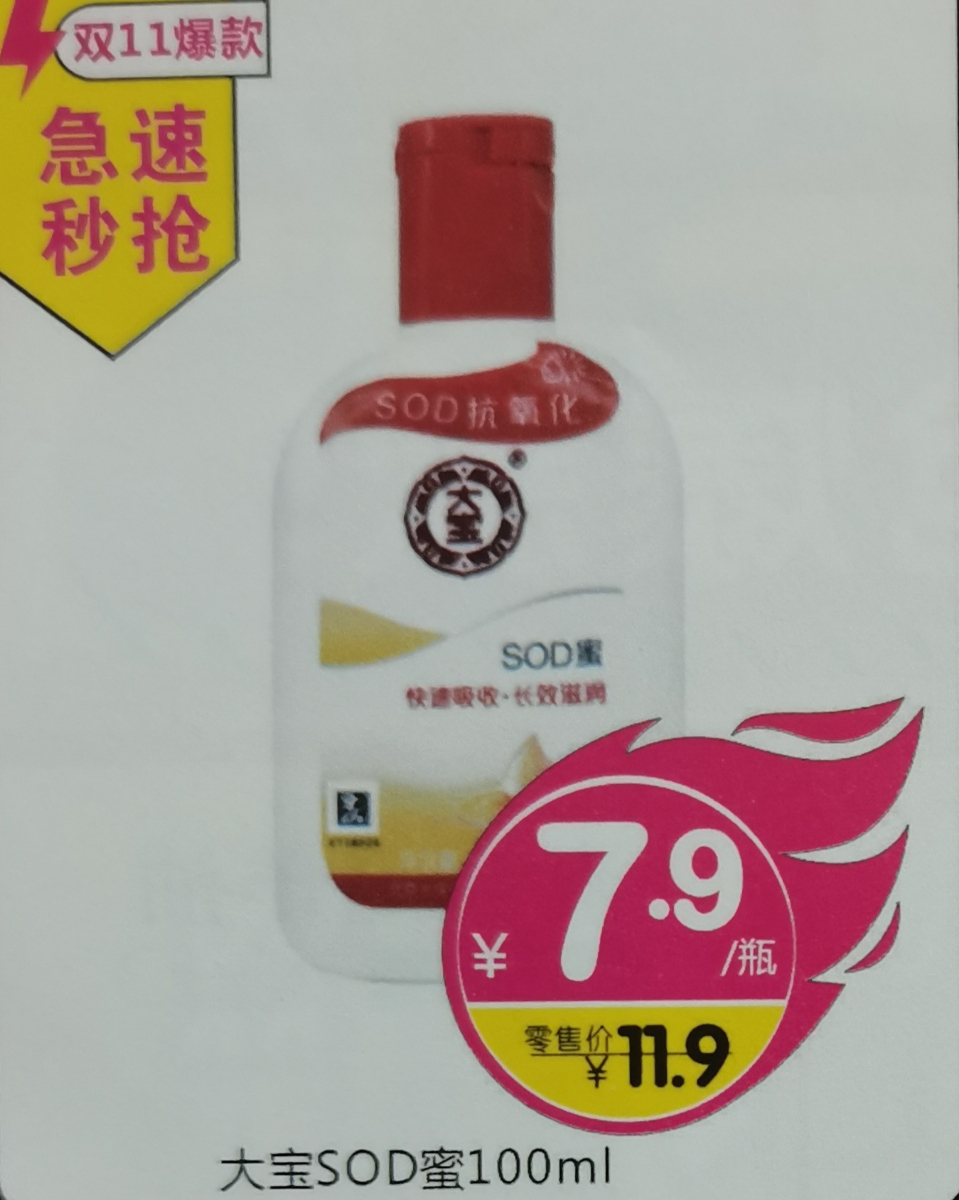 双11爆款
急速
秒抢
SOD抗氧化
®
大宝
SOD蜜
快速吸收·长效滋润
¥ 7.9 /瓶
零售价
¥ 11.9
大宝SOD蜜100ml